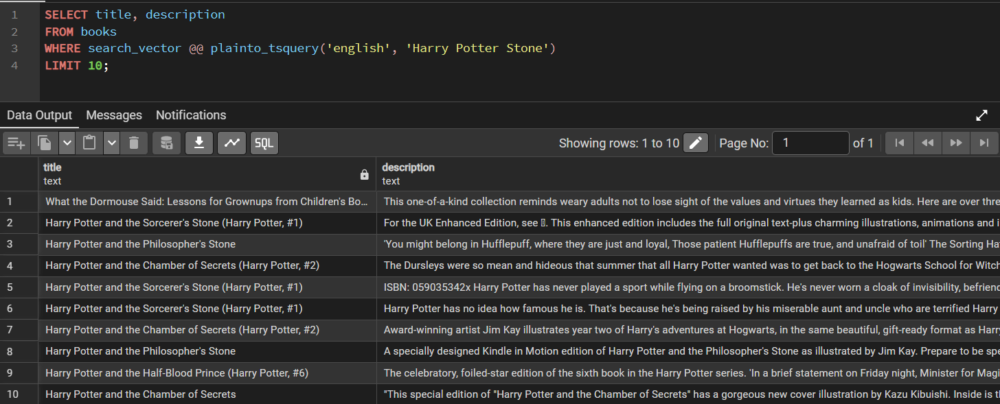 1 SELECT title, description
2 FROM books
3 WHERE search_vector @@ plainto_tsquery('english', 'Harry Potter Stone')
4 LIMIT 10;
Data Output Messages Notifications
SQL Showing rows: 1 to 10 Page No: 1 of 1
title description
text text
1 What the Dormouse Said: Lessons for Grownups from Children's Bo... This one-of-a-kind collection reminds weary adults not to lose sight of the values and virtues they learned as kids. Here are over thre
2 Harry Potter and the Sorcerer's Stone (Harry Potter, #1) For the UK Enhanced Edition, see . This enhanced edition includes the full original text-plus charming illustrations, animations and i
3 Harry Potter and the Philosopher's Stone 'You might belong in Hufflepuff, where they are just and loyal, Those patient Hufflepuffs are true, and unafraid of toil' The Sorting Ha
4 Harry Potter and the Chamber of Secrets (Harry Potter, #2) The Dursleys were so mean and hideous that summer that all Harry Potter wanted was to get back to the Hogwarts School for Witch
5 Harry Potter and the Sorcerer's Stone (Harry Potter, #1) ISBN: 059035342x Harry Potter has never played a sport while flying on a broomstick. He's never worn a cloak of invisibility, befrienc
6 Harry Potter and the Sorcerer's Stone (Harry Potter, #1) Harry Potter has no idea how famous he is. That's because he's being raised by his miserable aunt and uncle who are terrified Harry
7 Harry Potter and the Chamber of Secrets (Harry Potter, #2) Award-winning artist Jim Kay illustrates year two of Harry's adventures at Hogwarts, in the same beautiful, gift-ready format as Harry
8 Harry Potter and the Philosopher's Stone A specially designed Kindle in Motion edition of Harry Potter and the Philosopher's Stone as illustrated by Jim Kay. Prepare to be spe
9 Harry Potter and the Half-Blood Prince (Harry Potter, #6) The celebratory, foiled-star edition of the sixth book in the Harry Potter series. 'In a brief statement on Friday night, Minister for Magi
10 Harry Potter and the Chamber of Secrets "This special edition of "Harry Potter and the Chamber of Secrets" has a gorgeous new cover illustration by Kazu Kibuishi. Inside is t